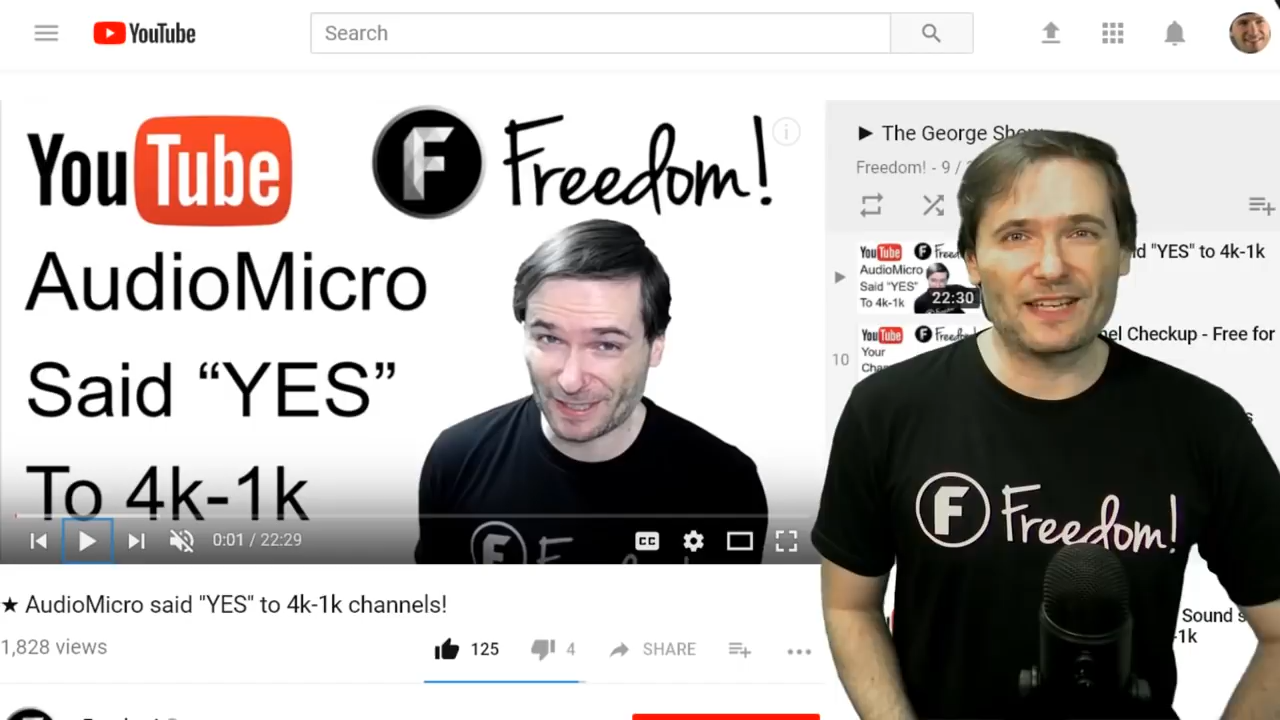 YouTube
Search
YouTube
F Freedom!
i
AudioMicro
Said “YES”
To 4k-1k
0:01 / 22:29
CC
★ AudioMicro said "YES" to 4k-1k channels!
1,828 views
125
4
SHARE
▶ The George
Freedom! - 9 /
YouTube
AudioMicro
Said "YES"
To 4k-1k
22:30
"YES" to 4k-1k
10
YouTube
Your
Checkup - Free for
Sound
-1k
F Freedom!